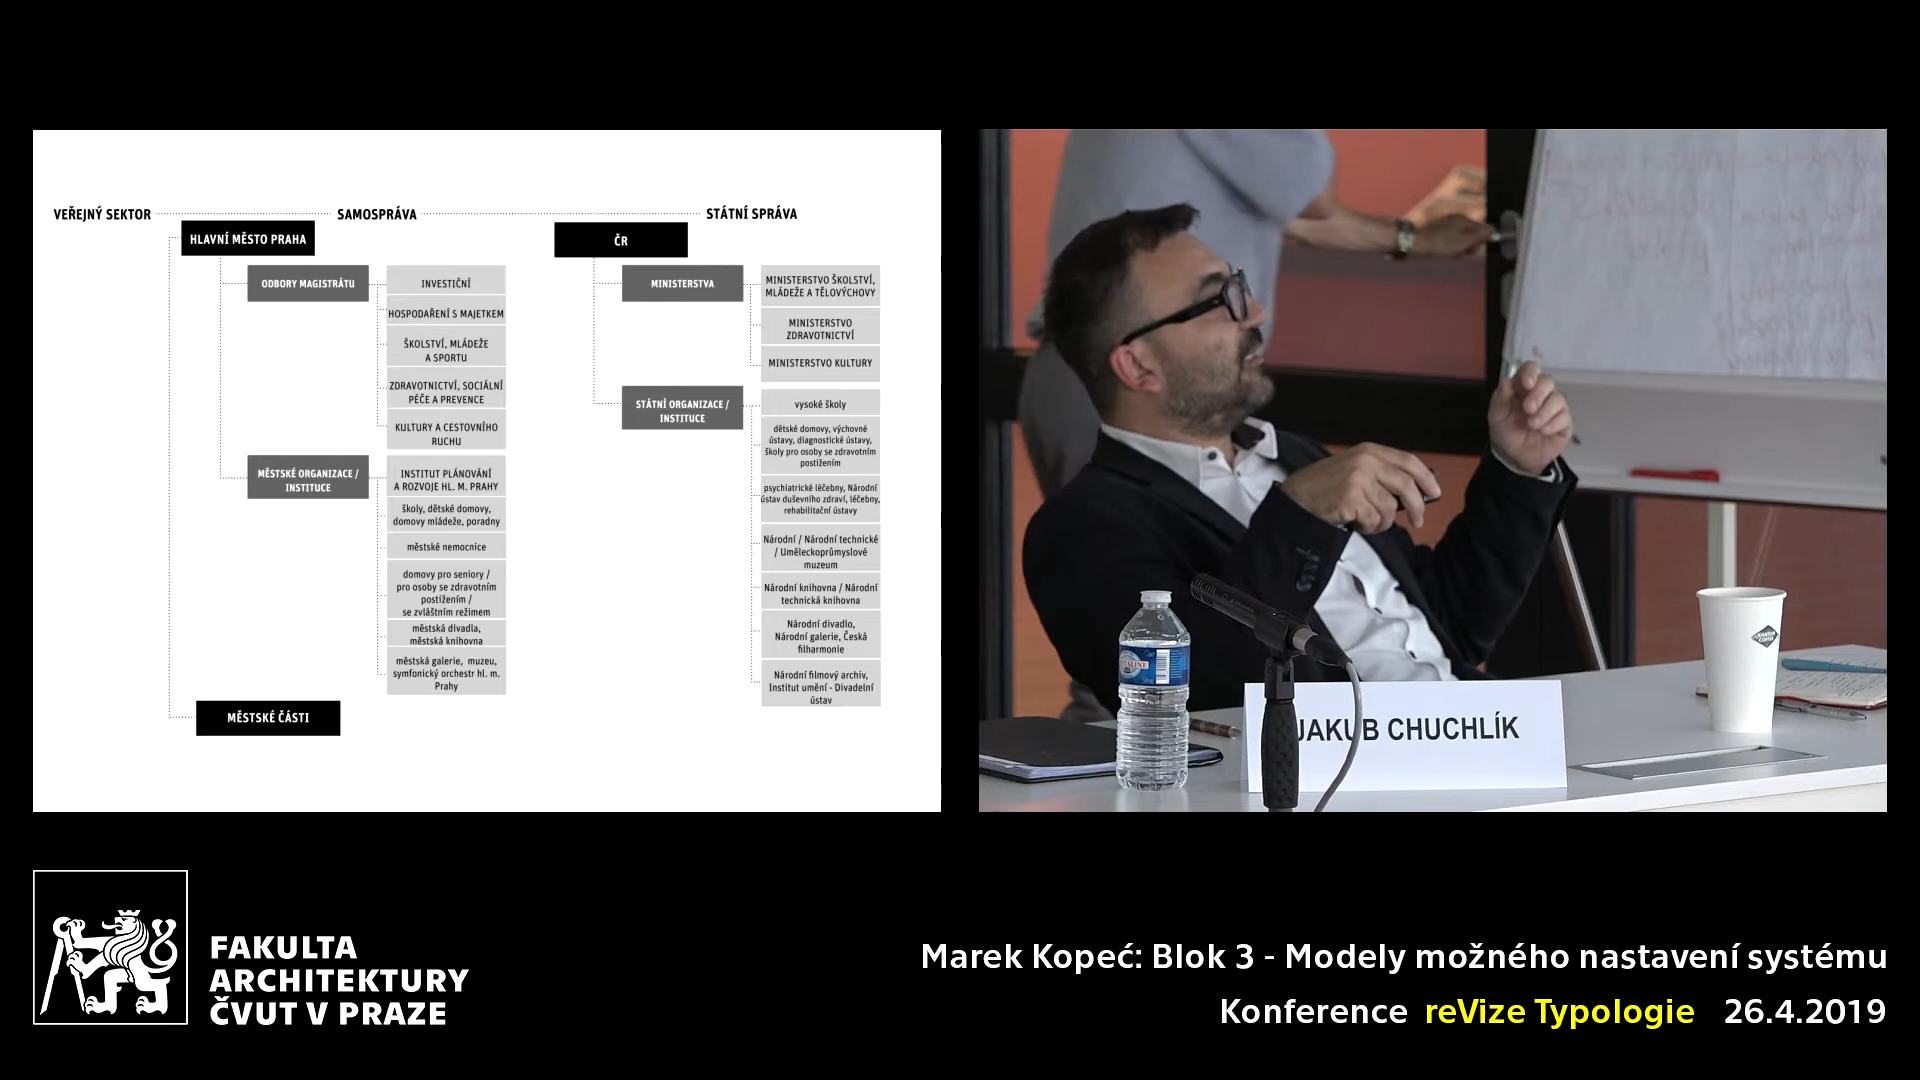 VEŘEJNÝ SEKTOR
SAMOSPRÁVA
STÁTNÍ SPRÁVA
HLAVNÍ MĚSTO PRAHA
ODBORY MAGISTRÁTU
INVESTIČNÍ
HOSPODAŘENÍ S MAJETKEM
ŠKOLSTVÍ, MLÁDEŽE
A SPORTU
ZDRAVOTNICTVÍ, SOCIÁLNÍ
PÉČE A PREVENCE
KULTURY A CESTOVNÍHO
RUCHU
MĚSTSKÉ ORGANIZACE /
INSTITUCE
INSTITUT PLÁNOVÁNÍ
A ROZVOJE HL. M. PRAHY
školy, dětské domovy,
domovy mládeže, poradny
městské nemocnice
domovy pro seniory /
pro osoby se zdravotním
postižením /
se zvláštním režimem
městská divadla,
městská knihovna
městská galerie, muzeu,
symfonický orchestr hl. m.
Prahy
MĚSTSKÉ ČÁSTI
ČR
MINISTERSTVA
MINISTERSTVO ŠKOLSTVÍ,
MLÁDEŽE A TĚLOVÝCHOVY
MINISTERSTVO
ZDRAVOTNICTVÍ
MINISTERSTVO KULTURY
STÁTNÍ ORGANIZACE /
INSTITUCE
vysoké školy
dětské domovy, výchovné
ústavy, diagnostické ústavy,
školy pro osoby se zdravotním
postižením
psychiatrické léčebny, Národní
ústav duševního zdraví, léčebny,
rehabilitační ústavy
Národní / Národní technické
/ Uměleckoprůmyslové
muzeum
Národní knihovna / Národní
technická knihovna
Národní divadlo,
Národní galerie, Česká
filharmonie
Národní filmový archiv,
Institut umění - Divadelní
ústav
JAKUB CHUCHLÍK
FAKULTA
ARCHITEKTURY
ČVUT V PRAZE
Marek Kopeć: Blok 3 - Modely možného nastavení systému
Konference reVize Typologie 26.4.2019